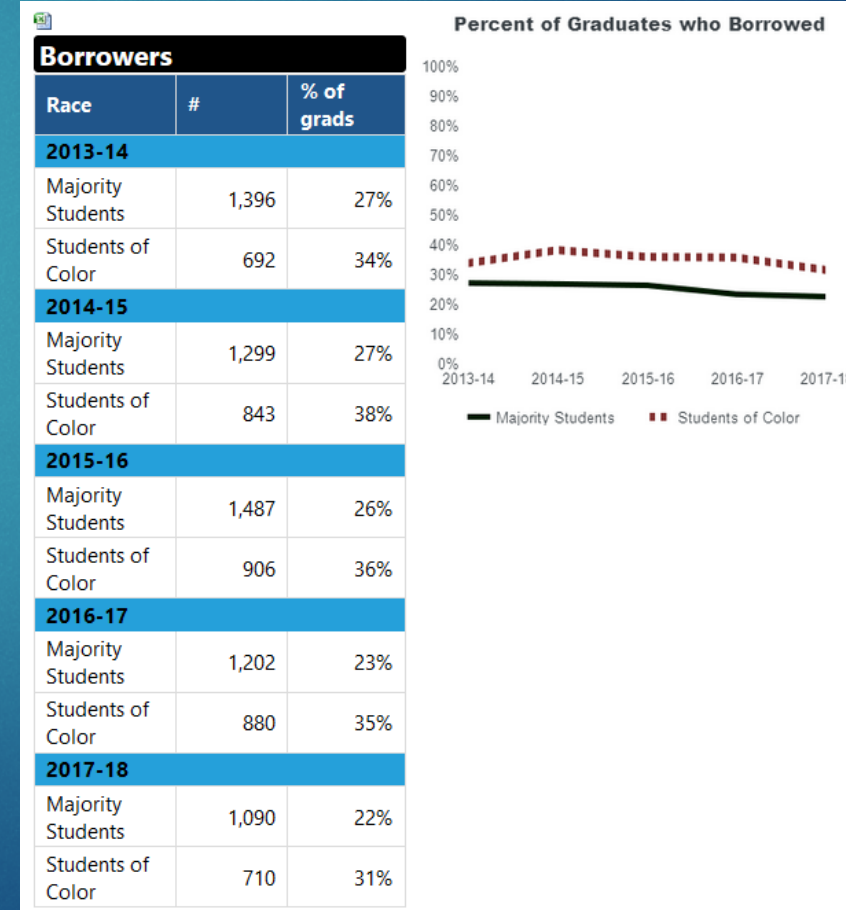 Borrowers
Race # % of
grads
2013-14
Majority
Students 1,396 27%
Students of
Color 692 34%
2014-15
Majority
Students 1,299 27%
Students of
Color 843 38%
2015-16
Majority
Students 1,487 26%
Students of
Color 906 36%
2016-17
Majority
Students 1,202 23%
Students of
Color 880 35%
2017-18
Majority
Students 1,090 22%
Students of
Color 710 31%
Percent of Graduates who Borrowed
100%
90%
80%
70%
60%
50%
40%
30%
20%
10%
0%
2013-14 2014-15 2015-16 2016-17 2017-18
Majority Students Students of Color